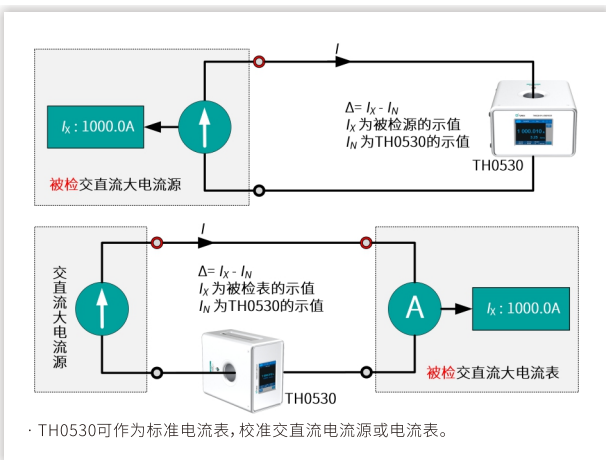 I
Δ= IX - IN
IX : 1000.0A
IX 为被检源的示值
IN 为TH0530的示值
TH0530
被检交直流大电流源
I
交直流大电流源
Δ= IX - IN
IX 为被检表的示值
IN 为TH0530的示值
A
IX : 1000.0A
被检交直流大电流表
TH0530
· TH0530可作为标准电流表，校准交直流电流源或电流表。